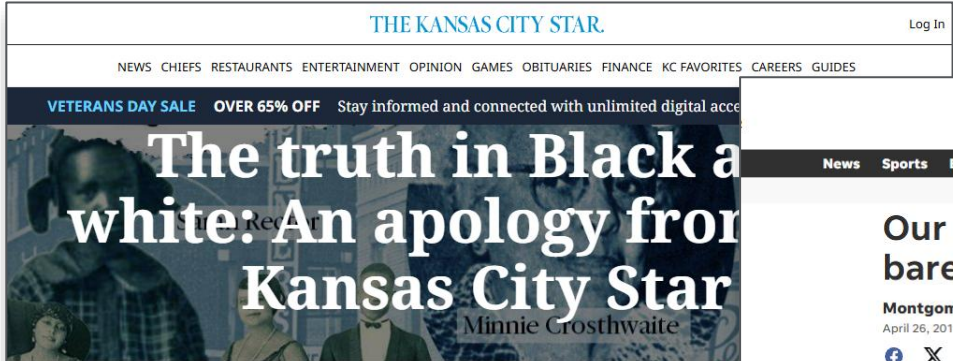 THE KANSAS CITY STAR.
Log In
NEWS CHIEFS RESTAURANTS ENTERTAINMENT OPINION GAMES OBITUARIES FINANCE KC FAVORITES CAREERS GUIDES
VETERANS DAY SALE OVER 65% OFF Stay informed and connected with unlimited digital acce
The truth in Black a
white: An apology fro
Kansas City Star
Minnie Crosthwaite
News Sports
Our
bare
Montgom
April 26, 201